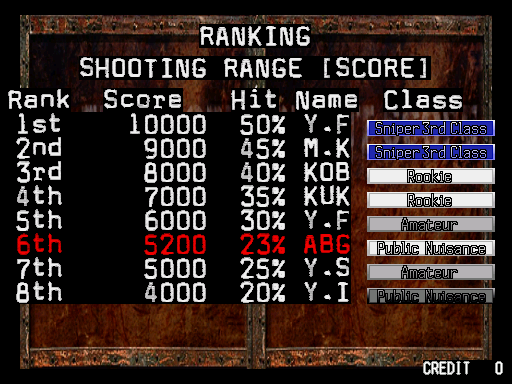 RANKING
SHOOTING RANGE [SCORE]
Rank Score Hit Name Class
1st 10000 50% Y.F Sniper 3rd Class
2nd 9000 45% M.K Sniper 3rd Class
3rd 8000 40% KOB Rookie
4th 7000 35% KUK Rookie
5th 6000 30% Y.F Amateur
6th 5200 23% ABG Public Nuisance
7th 5000 25% Y.S Amateur
8th 4000 20% Y.I Public Nuisance
CREDIT 0